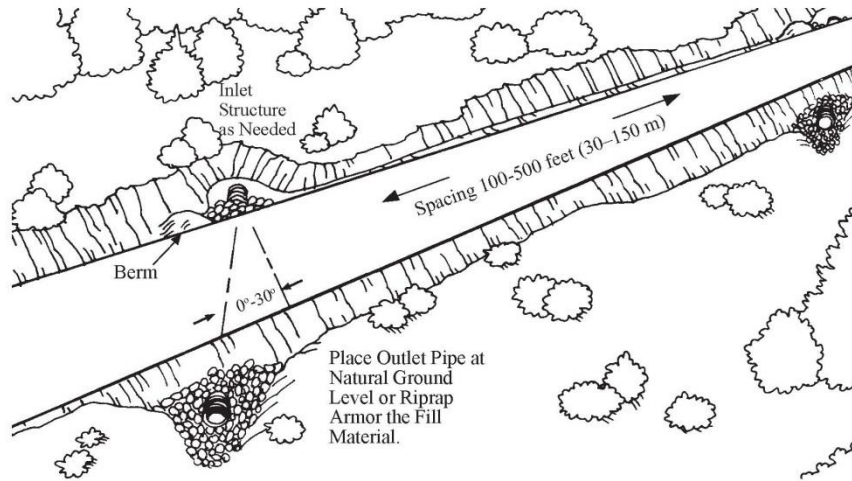 Inlet
Structure
as Needed
Spacing 100-500 feet (30–150 m)
Berm
0°-30°
Place Outlet Pipe at
Natural Ground
Level or Riprap
Armor the Fill
Material.